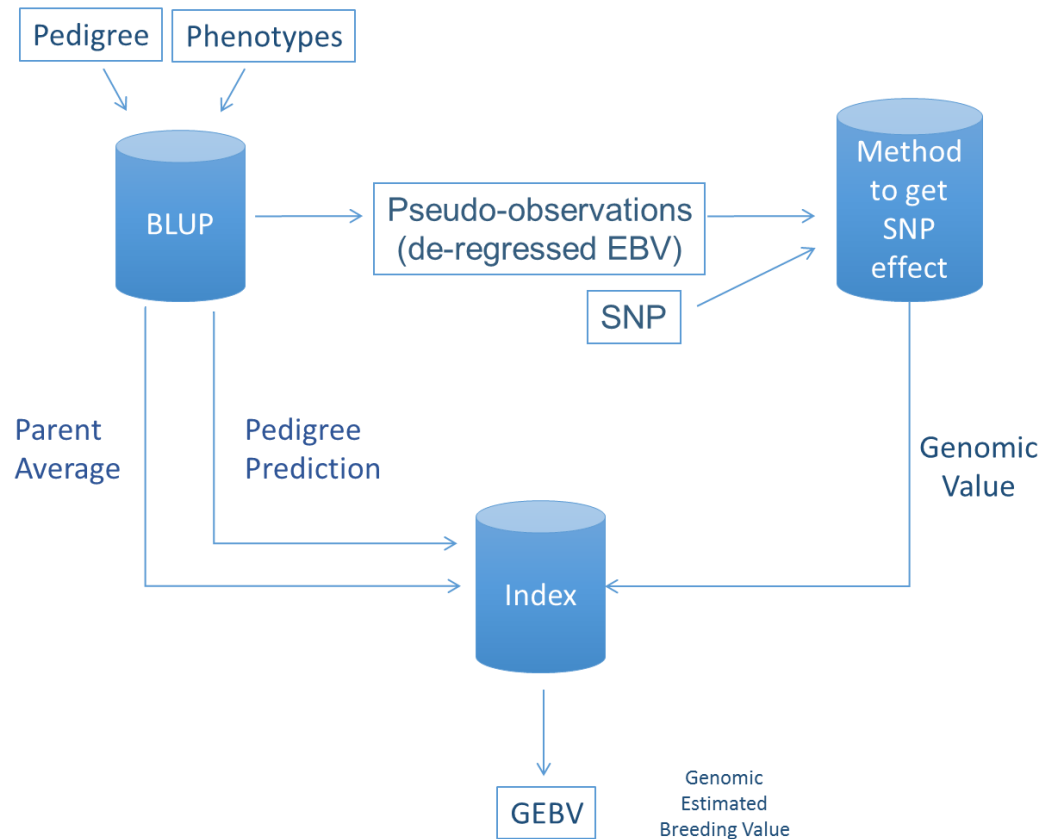 Pedigree
Phenotypes
BLUP
Pseudo-observations
(de-regressed EBV)
Method
to get
SNP
effect
SNP
Parent
Average
Pedigree
Prediction
Genomic
Value
Index
GEBV
Genomic
Estimated
Breeding Value